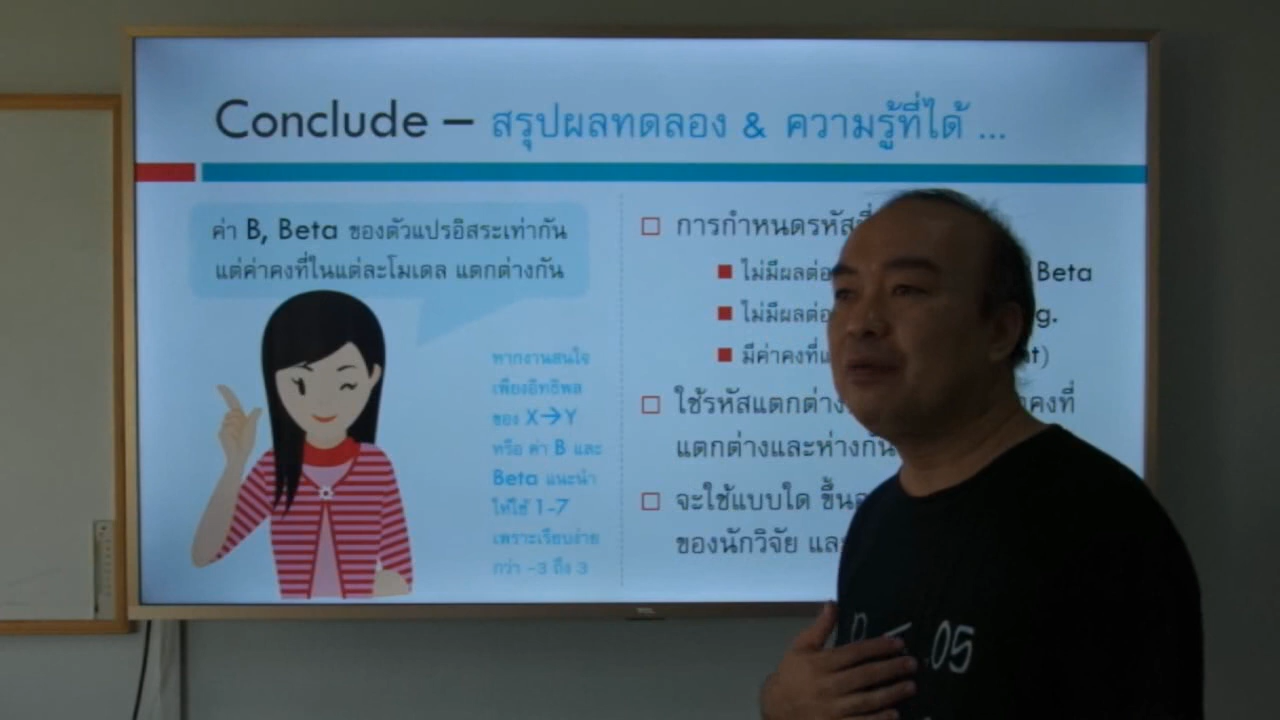 Conclude – สรุปผลทดลอง & ความรู้ที่ได้ ...
ค่า B, Beta ของตัวแปรอิสระเท่ากัน
แต่ค่าคงที่ในแต่ละโมเดล แตกต่างกัน
หากงานสนใจ
เพียงอิทธิพล
ของ X→Y
หรือ ค่า B และ
Beta แนะนำ
ให้ใช้ 1-7
เพราะเรียบง่าย
กว่า -3 ถึง 3
การกำหนดรหัส
ไม่มีผลต่อ Beta
ไม่มีผลต่อ g.
มีค่าคงที่ nt)
ใช้รหัสแตกต่าง าคงที่
แตกต่างและห่างกัน
จะใช้แบบใด ขึ้น
ของนักวิจัย และ
.05